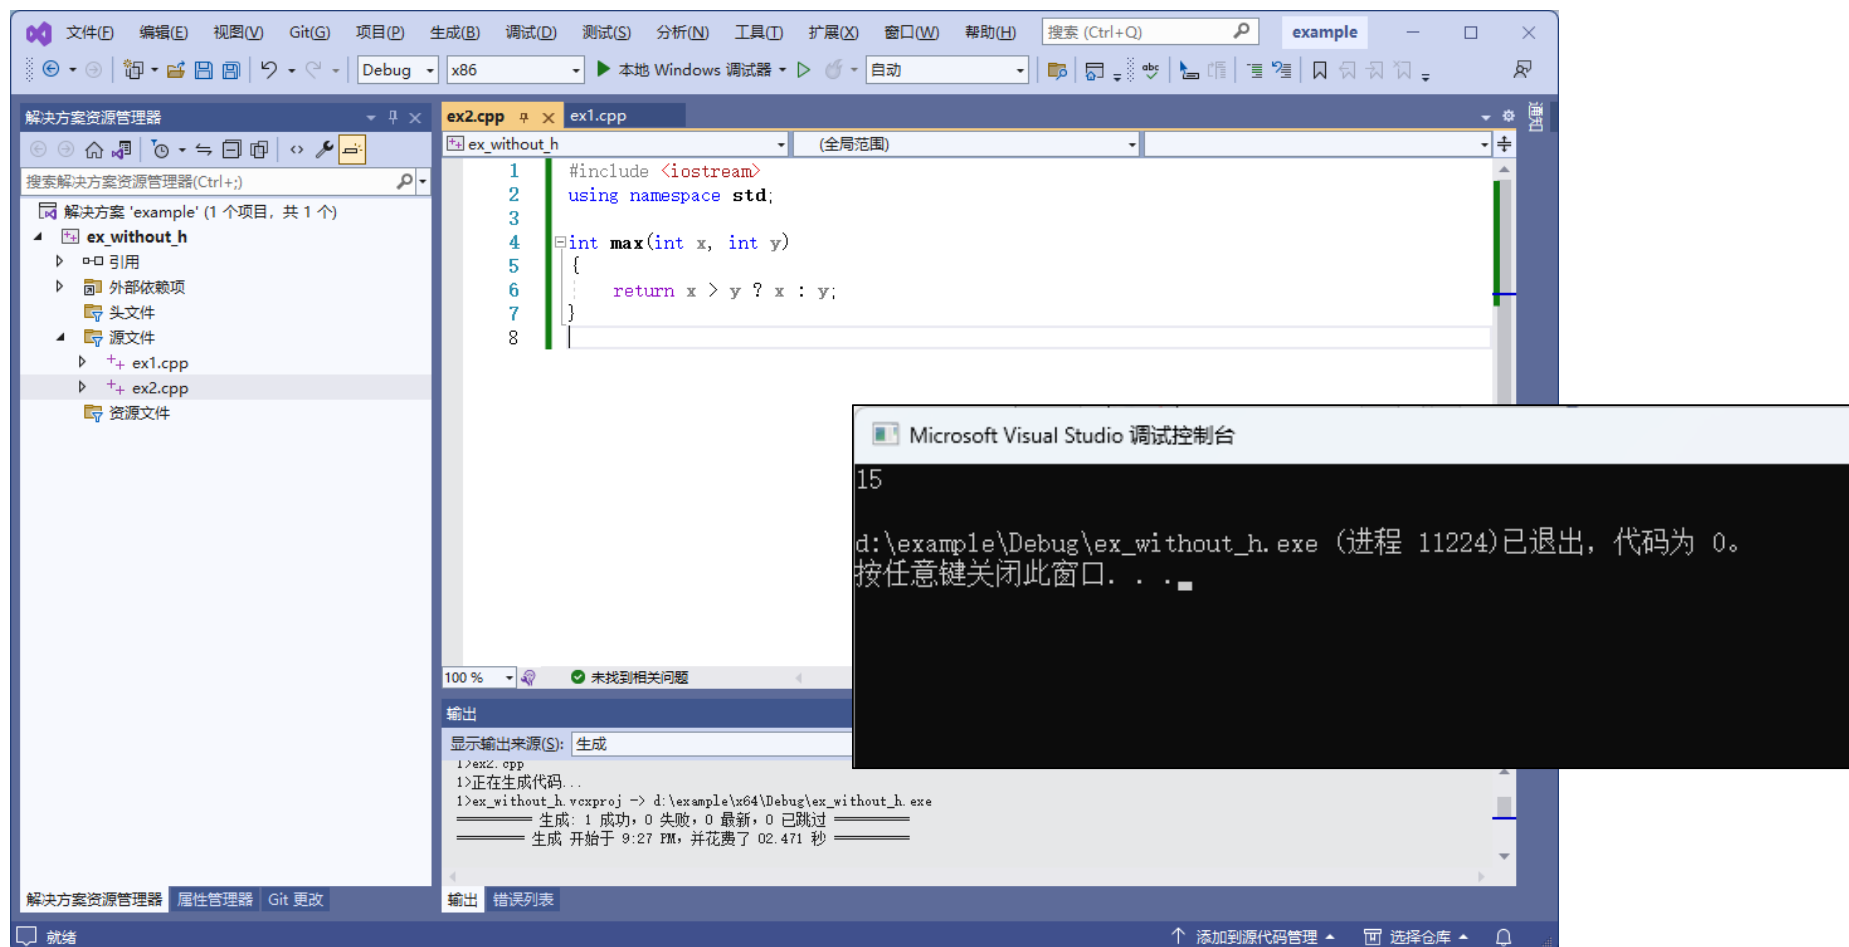 文件(F) 编辑(E) 视图(V) Git(G) 项目(P) 生成(B) 调试(D) 测试(S) 分析(N) 工具(T) 扩展(X) 窗口(W) 帮助(H) 搜索 (Ctrl+Q) example
Debug x86 本地 Windows 调试器 自动
解决方案资源管理器
搜索解决方案资源管理器(Ctrl+;)
解决方案 'example' (1 个项目，共 1 个)
ex_without_h
引用
外部依赖项
头文件
源文件
ex1.cpp
ex2.cpp
资源文件
解决方案资源管理器 属性管理器 Git 更改
ex2.cpp ex1.cpp
通知
ex_without_h (全局范围)
1 #include <iostream>
2 using namespace std;
3
4 int max(int x, int y)
5 {
6 return x > y ? x : y;
7 }
8
100 % 未找到相关问题
输出
显示输出来源(S): 生成
1>ex2.cpp
1>正在生成代码...
1>ex_without_h.vcxproj -> d:\example\x64\Debug\ex_without_h.exe
========== 生成: 1 成功，0 失败，0 最新，0 已跳过 ==========
========= 生成 开始于 9:27 PM，并花费了 02.471 秒 ==========
输出 错误列表
Microsoft Visual Studio 调试控制台
15
d:\example\Debug\ex_without_h.exe (进程 11224)已退出，代码为 0。
按任意键关闭此窗口. . .
就绪 添加到源代码管理 选择仓库